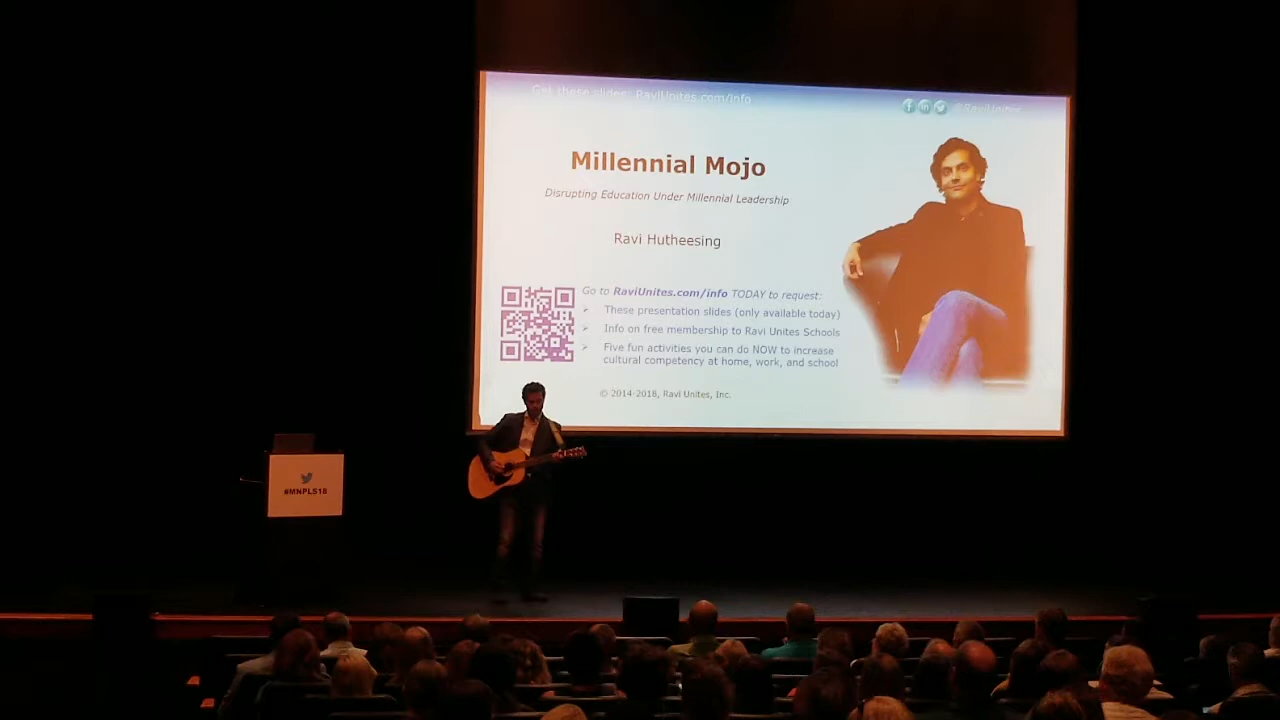 Get these slides: RaviUnites.com/info
@RaviUnites
Millennial Mojo
Disrupting Education Under Millennial Leadership
Ravi Hutheesing
Go to RaviUnites.com/info TODAY to request:
These presentation slides (only available today)
Info on free membership to Ravi Unites Schools
Five fun activities you can do NOW to increase
cultural competency at home, work, and school
© 2014-2018, Ravi Unites, Inc.
#MNPLS18